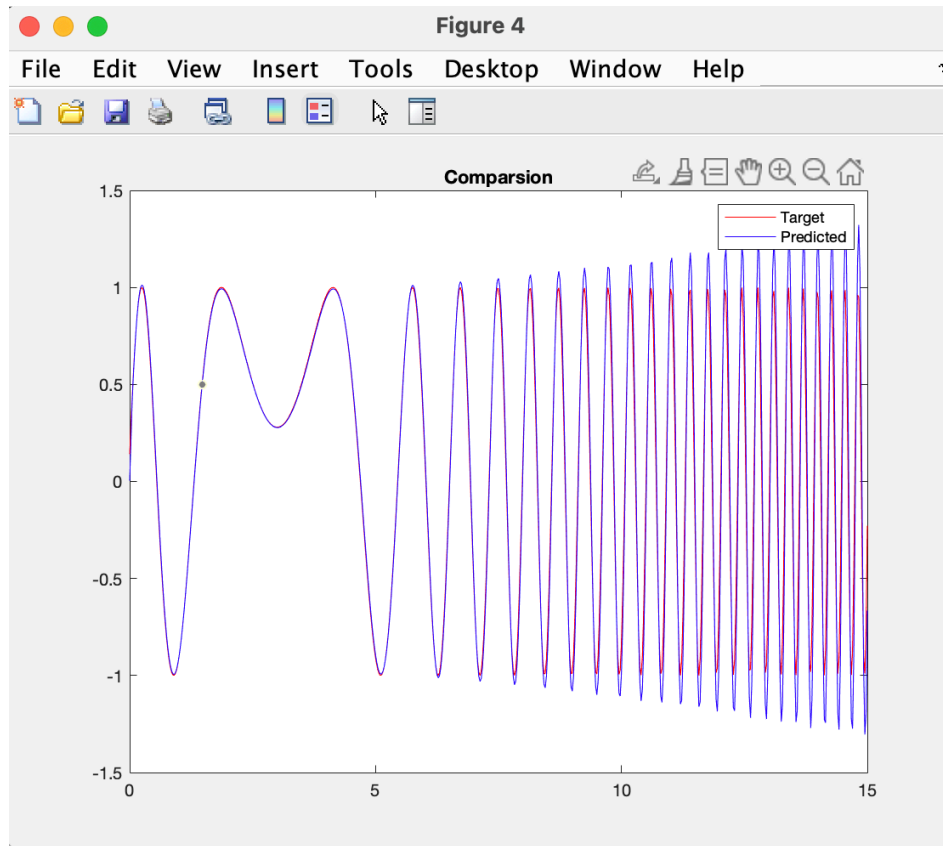 Figure 4
File Edit View Insert Tools Desktop Window Help
Comparsion
Target
Predicted
1.5
1
0.5
0
-0.5
-1
-1.5
0 5 10 15